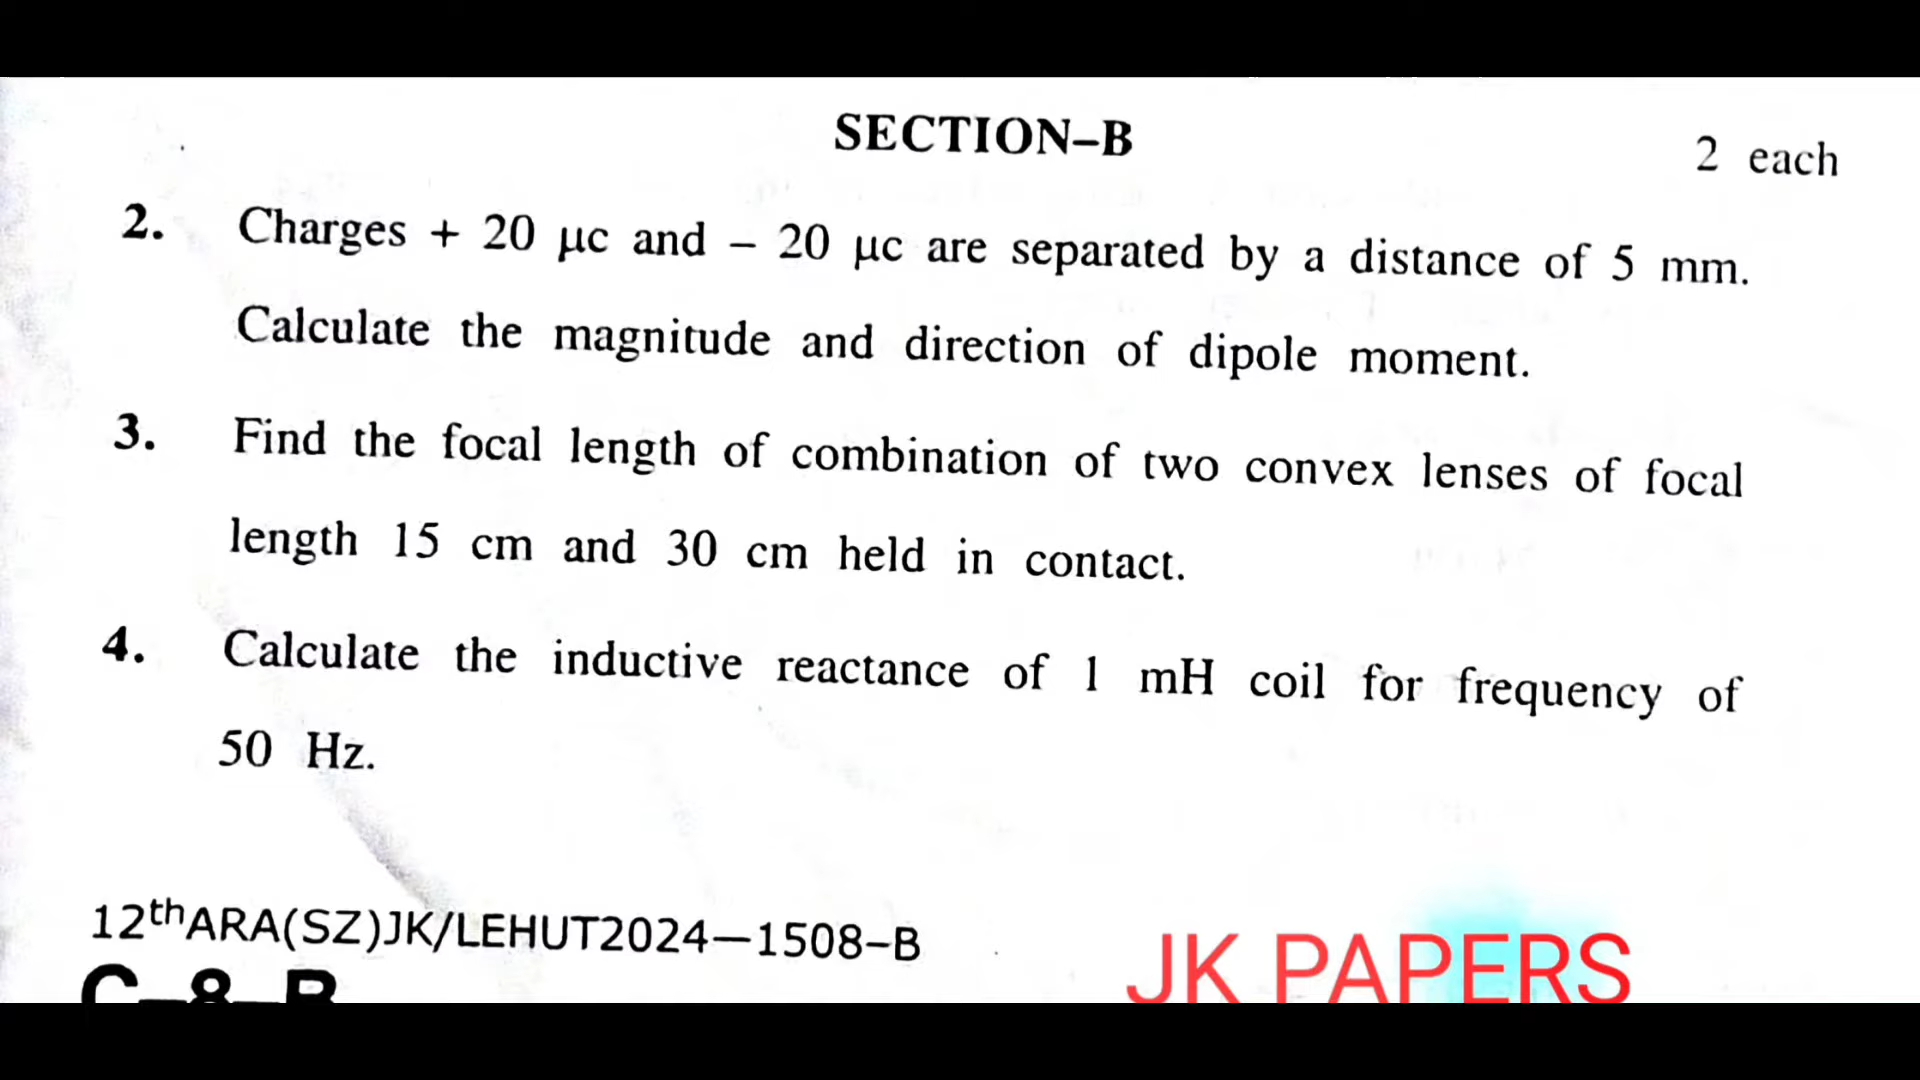 SECTION–B
2 each
2. Charges + 20 μc and – 20 μc are separated by a distance of 5 mm.
Calculate the magnitude and direction of dipole moment.
3. Find the focal length of combination of two convex lenses of focal
length 15 cm and 30 cm held in contact.
4. Calculate the inductive reactance of 1 mH coil for frequency of
50 Hz.
12thARA(SZ)JK/LEHUT2024—1508–B
C–8–B
JK PAPERS